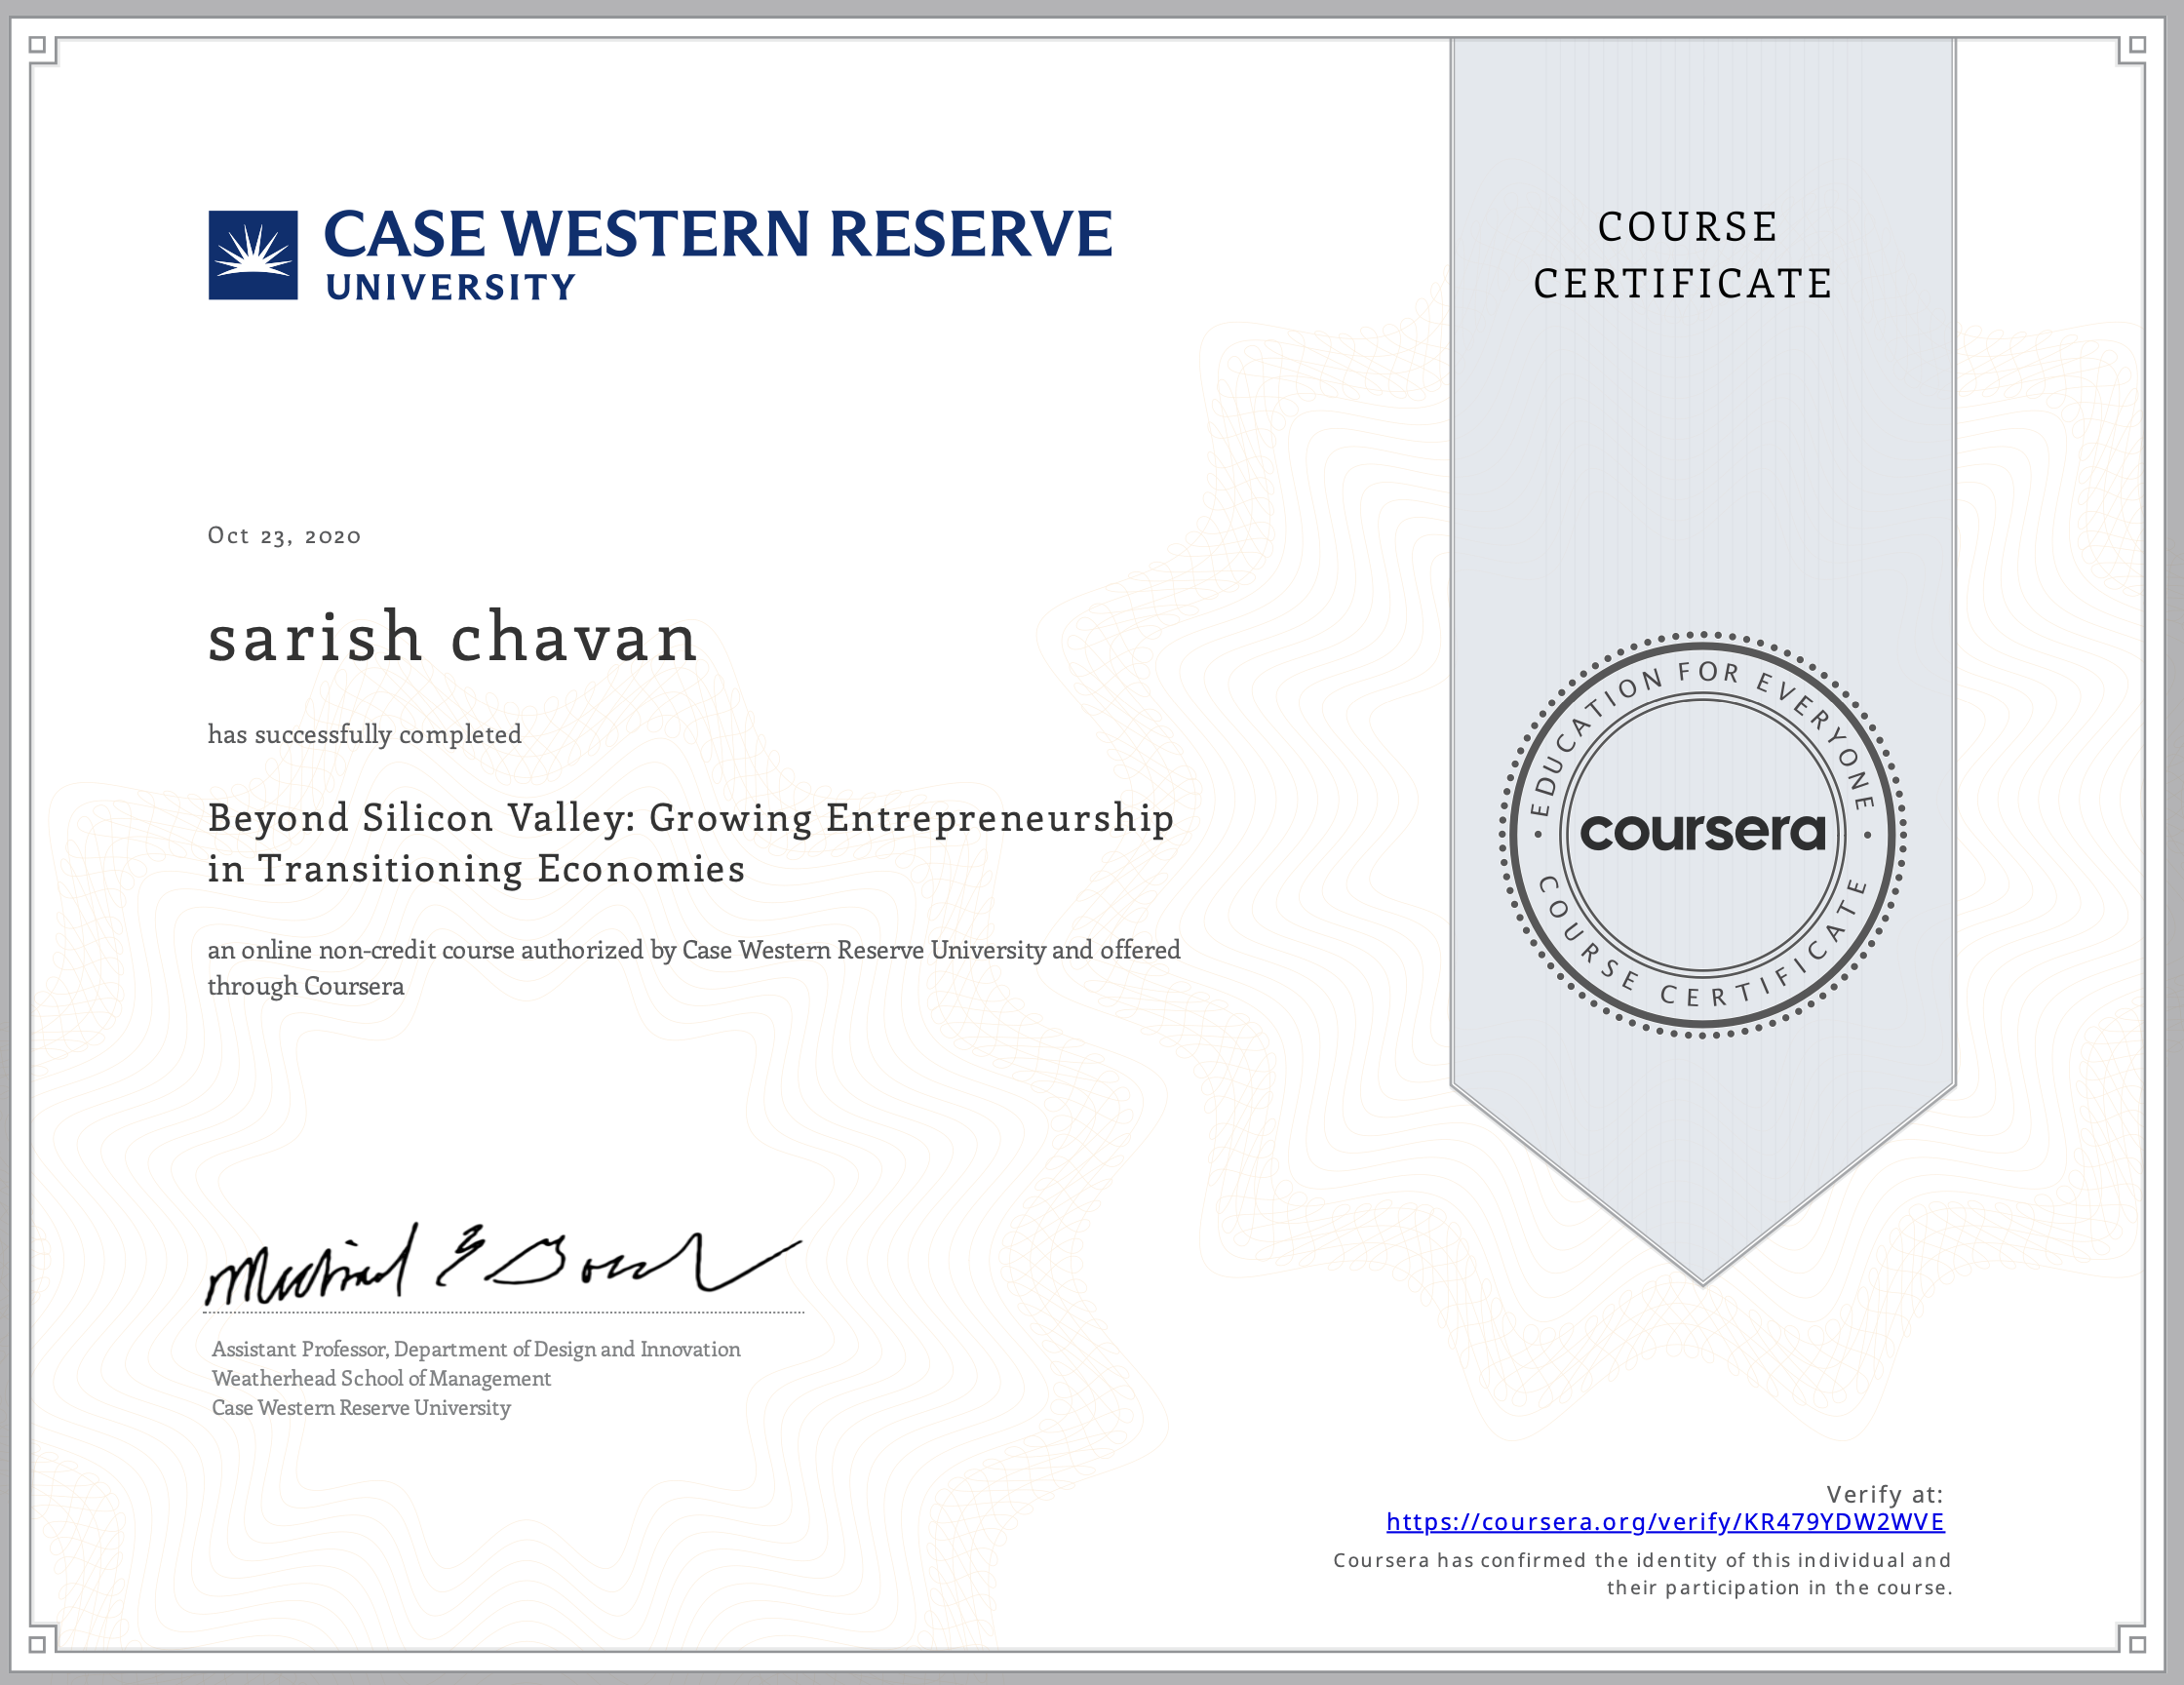 CASE WESTERN RESERVE
UNIVERSITY
COURSE
CERTIFICATE
Oct 23, 2020
sarish chavan
has successfully completed
Beyond Silicon Valley: Growing Entrepreneurship
in Transitioning Economies
an online non-credit course authorized by Case Western Reserve University and offered
through Coursera
EDUCATION FOR EVERYONE
coursera
COURSE CERTIFICATE
Assistant Professor, Department of Design and Innovation
Weatherhead School of Management
Case Western Reserve University
Verify at:
https://coursera.org/verify/KR479YDW2WVE
Coursera has confirmed the identity of this individual and
their participation in the course.